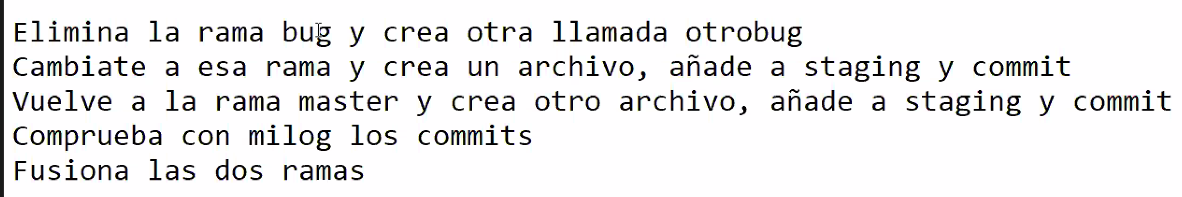 Elimina la rama bug y crea otra llamada otrobug
Cambiate a esa rama y crea un archivo, añade a staging y commit
Vuelve a la rama master y crea otro archivo, añade a staging y commit
Comprueba con milog los commits
Fusiona las dos ramas